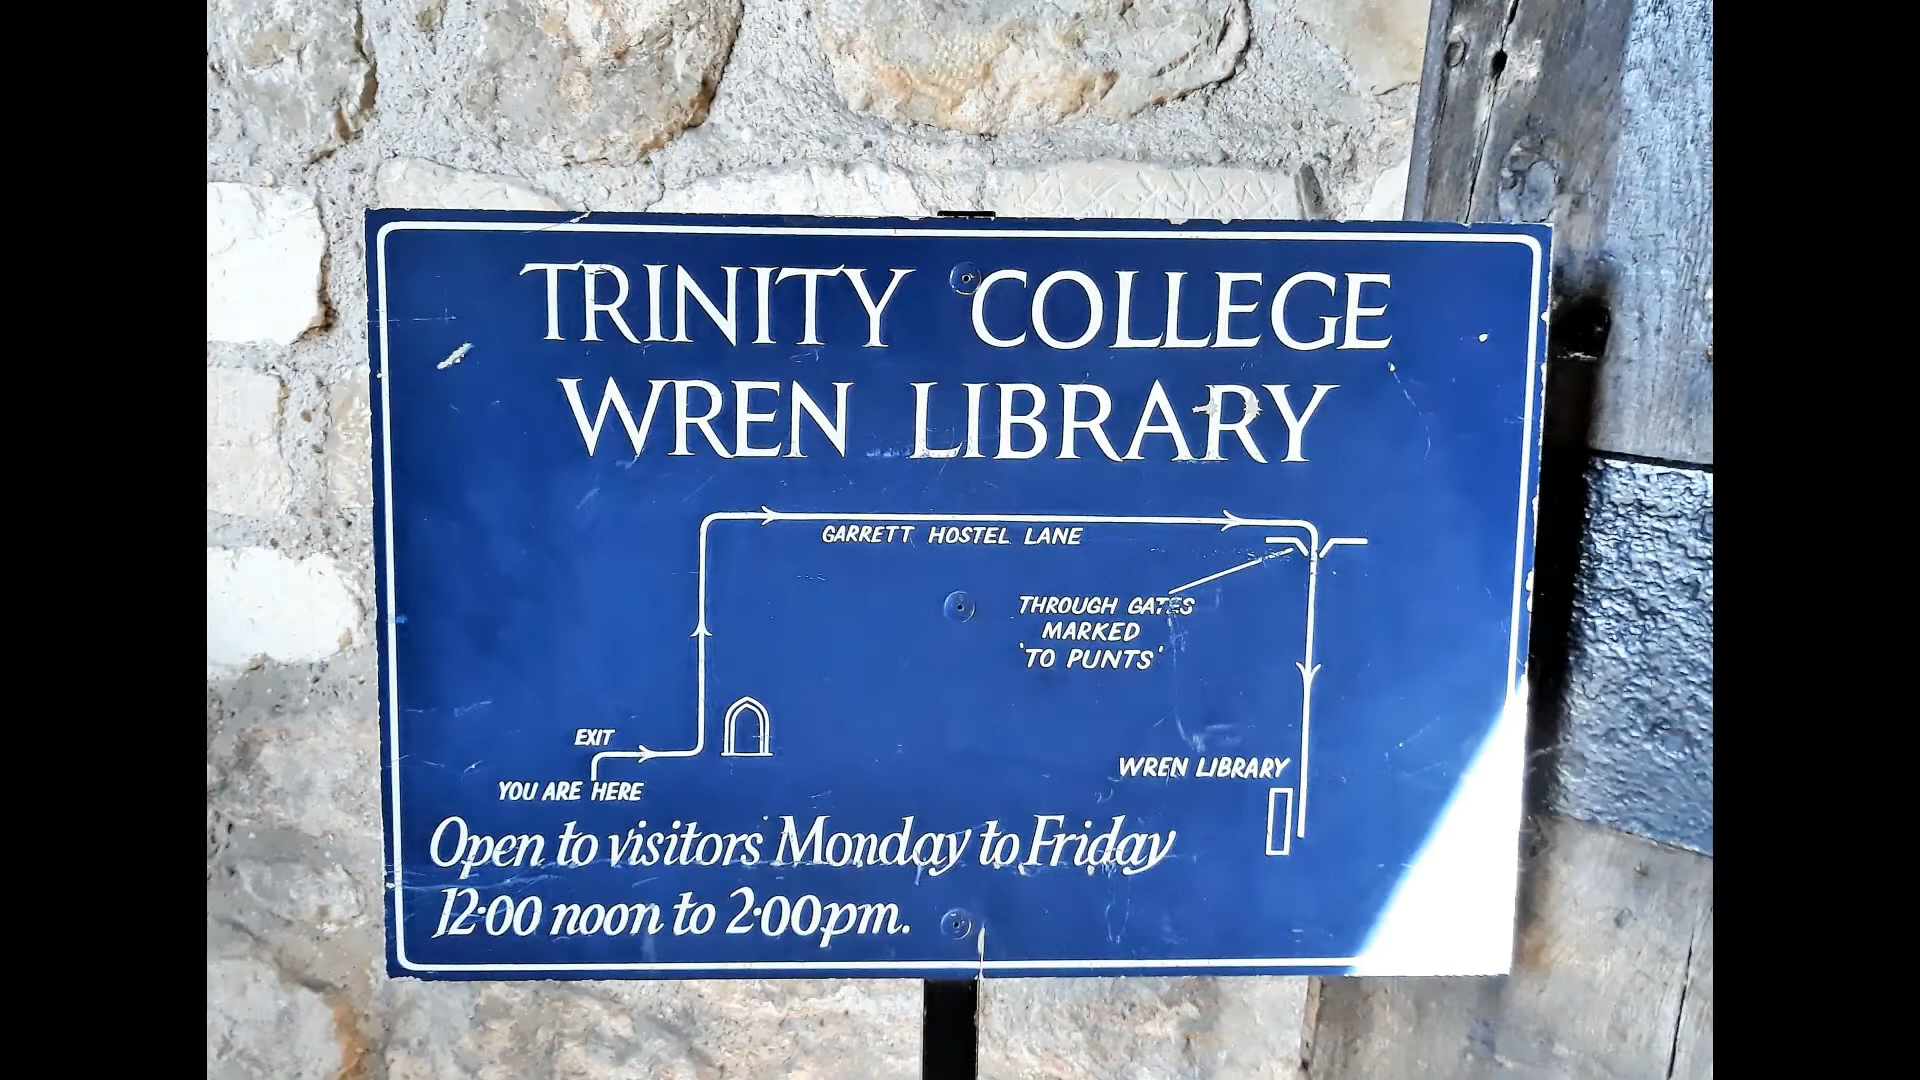 TRINITY COLLEGE
WREN LIBRARY
GARRETT HOSTEL LANE
THROUGH GATES
MARKED
'TO PUNTS'
EXIT
YOU ARE HERE
WREN LIBRARY
Open to visitors Monday to Friday
12·00 noon to 2·00pm.